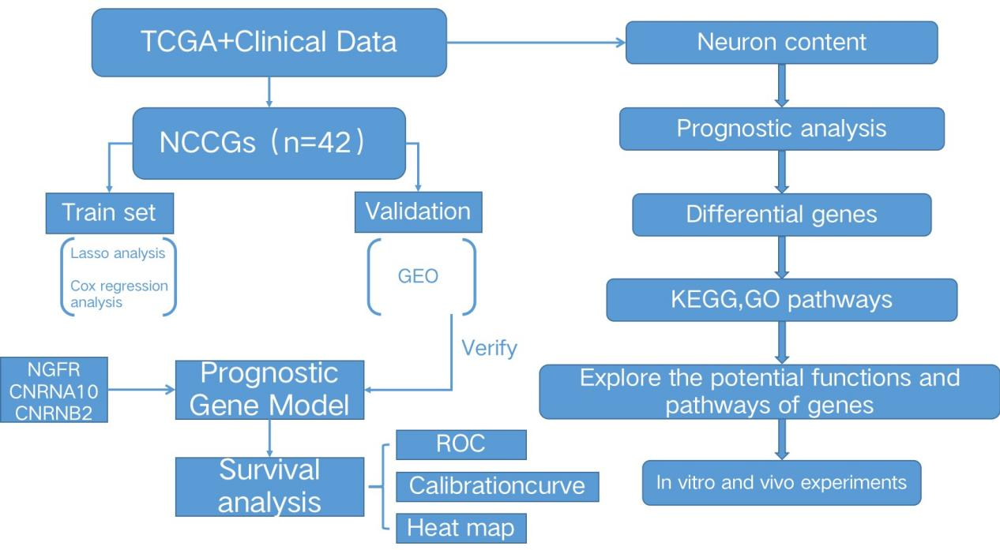 TCGA+Clinical Data
NCCGs (n=42)
Train set
Lasso analysis
Cox regression
analysis
Validation
GEO
Verify
NGFR
CNRNA10
CNRNB2
Prognostic
Gene Model
Survival
analysis
ROC
Calibrationcurve
Heat map
Neuron content
Prognostic analysis
Differential genes
KEGG,GO pathways
Explore the potential functions and
pathways of genes
In vitro and vivo experiments